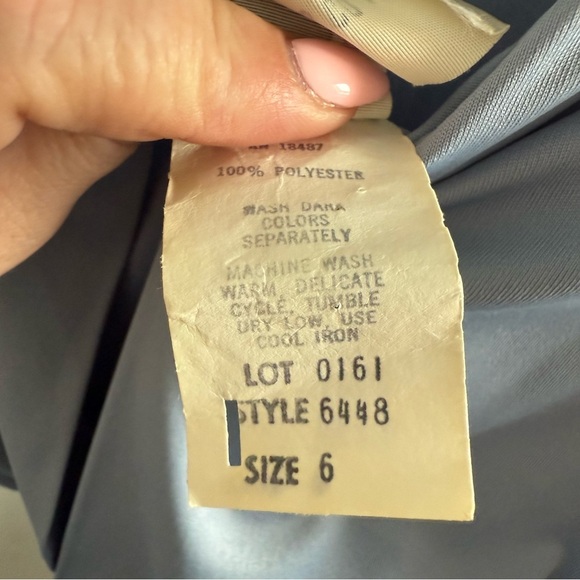 RN 18487
100% POLYESTER
WASH DARK
COLORS
SEPARATELY
MACHINE WASH
WARM, DELICATE
CYCLE, TUMBLE
DRY LOW, USE
COOL IRON
LOT 0161
STYLE 6448
SIZE 6